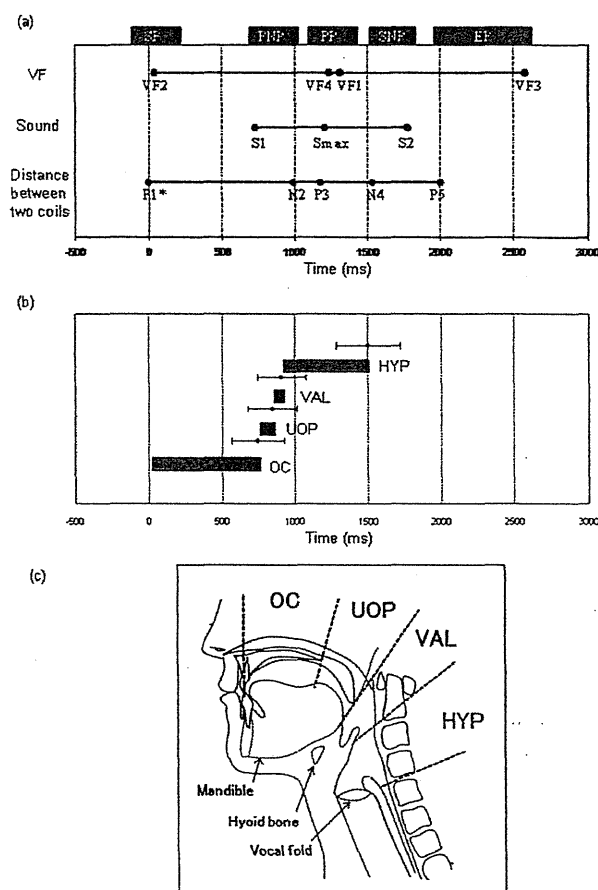 (a)
PNP PP SNP EP
VF
VF2 VF4 VF1 VF3
Sound
S1 Smax S2
Distance
between
two coils
P1* N2 P3 N4 P5
-500 0 500 1000 1500 2000 2500 3000
Time (ms)
(b)
HYP
VAL
UOP
OC
-500 0 500 1000 1500 2000 2500 3000
Time (ms)
(c)
OC
UOP
VAL
HYP
Mandible
Hyoid bone
Vocal fold